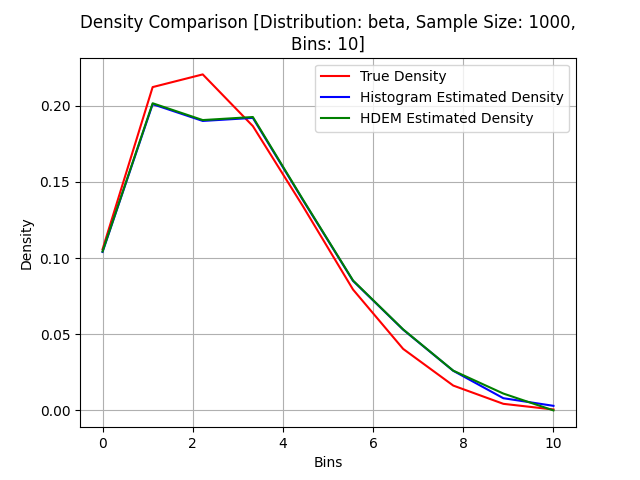 Density Comparison [Distribution: beta, Sample Size: 1000,
Bins: 10]
True Density
Histogram Estimated Density
HDEM Estimated Density
Density
0.20
0.15
0.10
0.05
0.00
0 2 4 6 8 10
Bins